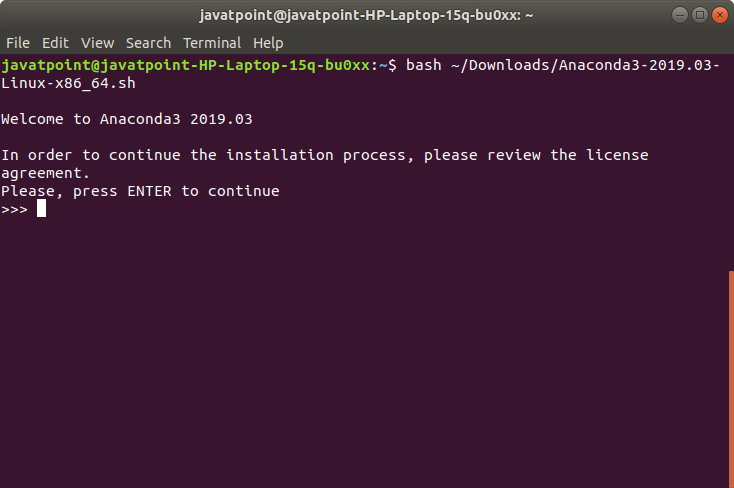 javatpoint@javatpoint-HP-Laptop-15q-bu0xx: ~
File Edit View Search Terminal Help
javatpoint@javatpoint-HP-Laptop-15q-bu0xx:~$ bash ~/Downloads/Anaconda3-2019.03-
Linux-x86_64.sh
Welcome to Anaconda3 2019.03
In order to continue the installation process, please review the license
agreement.
Please, press ENTER to continue
>>>